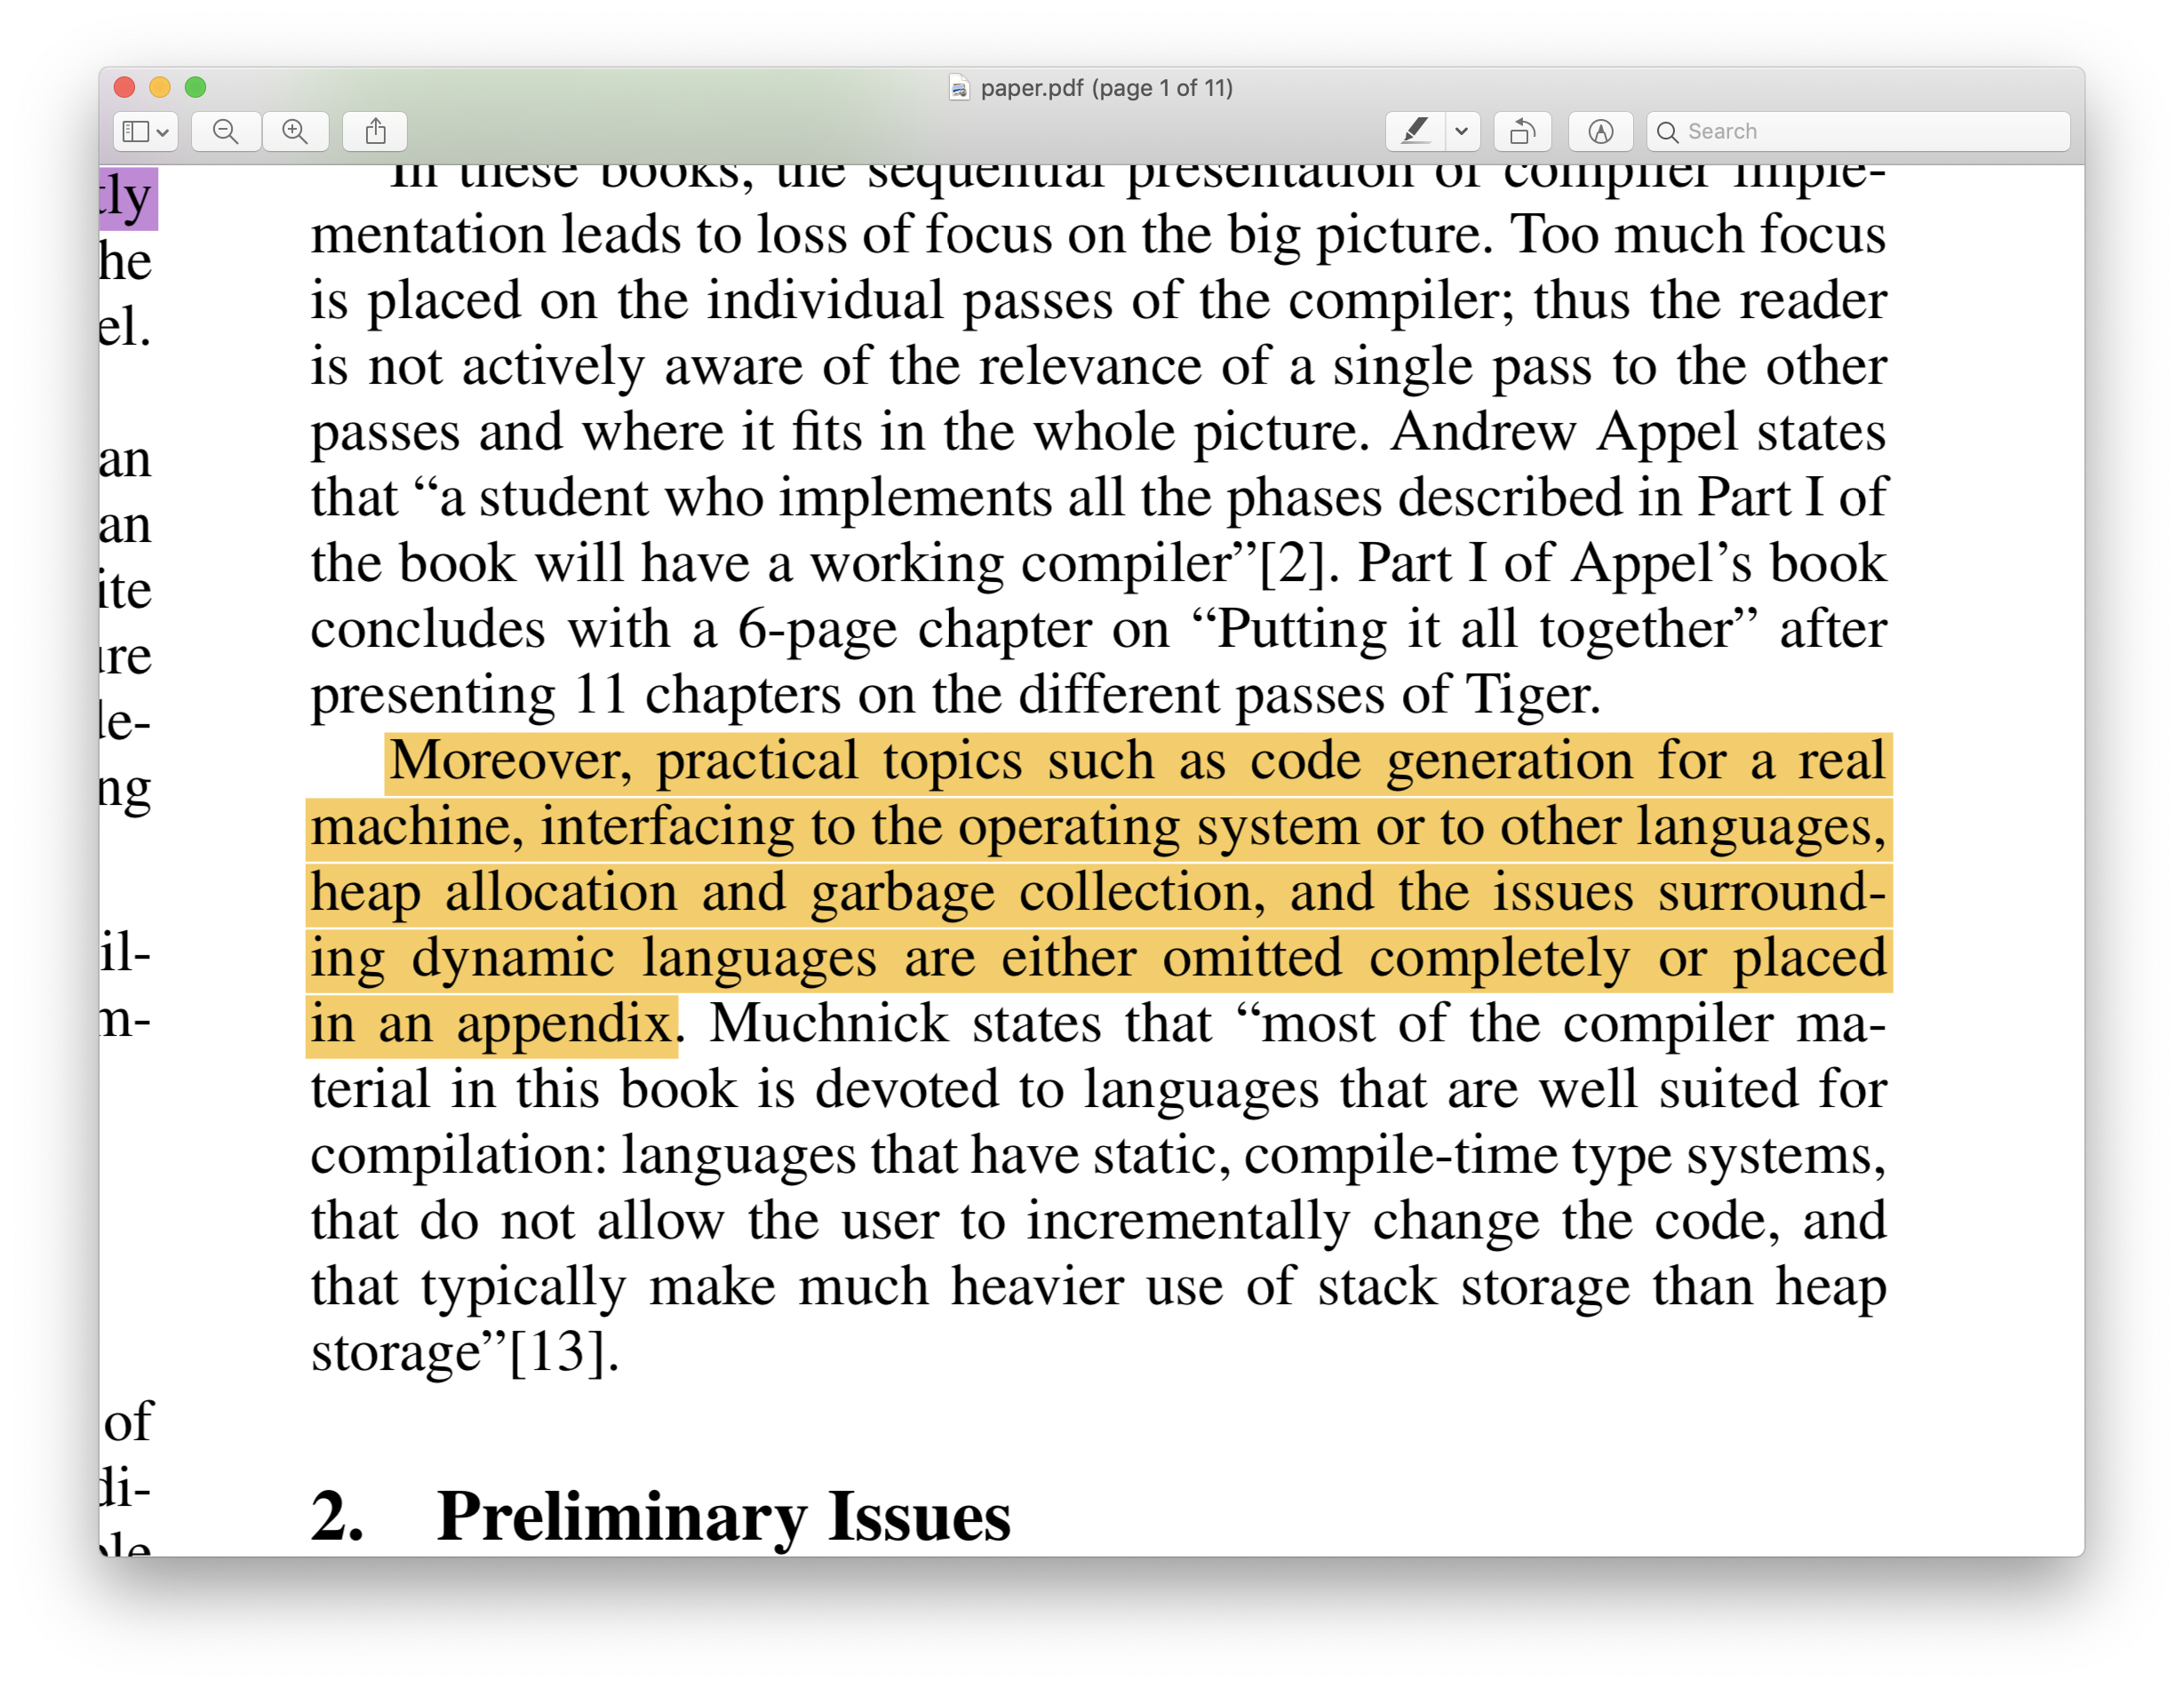 paper.pdf (page 1 of 11)
Search
tly
he
el.
an
an
ite
re
le-
ng
il-
m-
of
di-
ole
In these books, the sequential presentation of compiler imple-
mentation leads to loss of focus on the big picture. Too much focus
is placed on the individual passes of the compiler; thus the reader
is not actively aware of the relevance of a single pass to the other
passes and where it fits in the whole picture. Andrew Appel states
that “a student who implements all the phases described in Part I of
the book will have a working compiler”[2]. Part I of Appel’s book
concludes with a 6-page chapter on “Putting it all together” after
presenting 11 chapters on the different passes of Tiger.
Moreover, practical topics such as code generation for a real
machine, interfacing to the operating system or to other languages,
heap allocation and garbage collection, and the issues surround-
ing dynamic languages are either omitted completely or placed
in an appendix. Muchnick states that “most of the compiler ma-
terial in this book is devoted to languages that are well suited for
compilation: languages that have static, compile-time type systems,
that do not allow the user to incrementally change the code, and
that typically make much heavier use of stack storage than heap
storage”[13].
2. Preliminary Issues